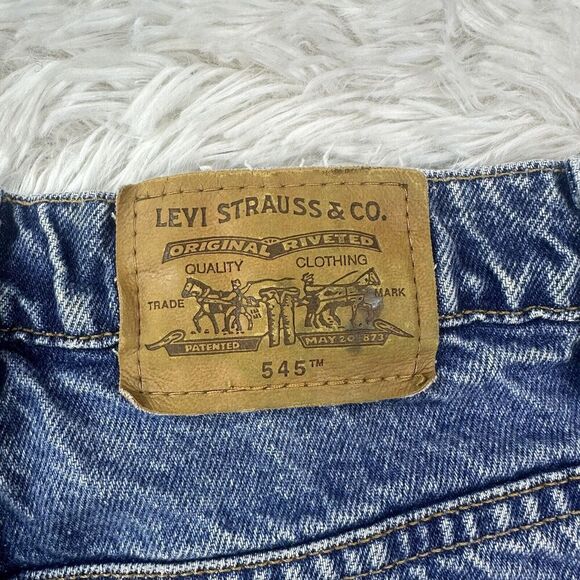 LEVI STRAUSS & CO.
ORIGINAL RIVETED
QUALITY CLOTHING
TRADE MARK
PATENTED MAY 20 1873
545™